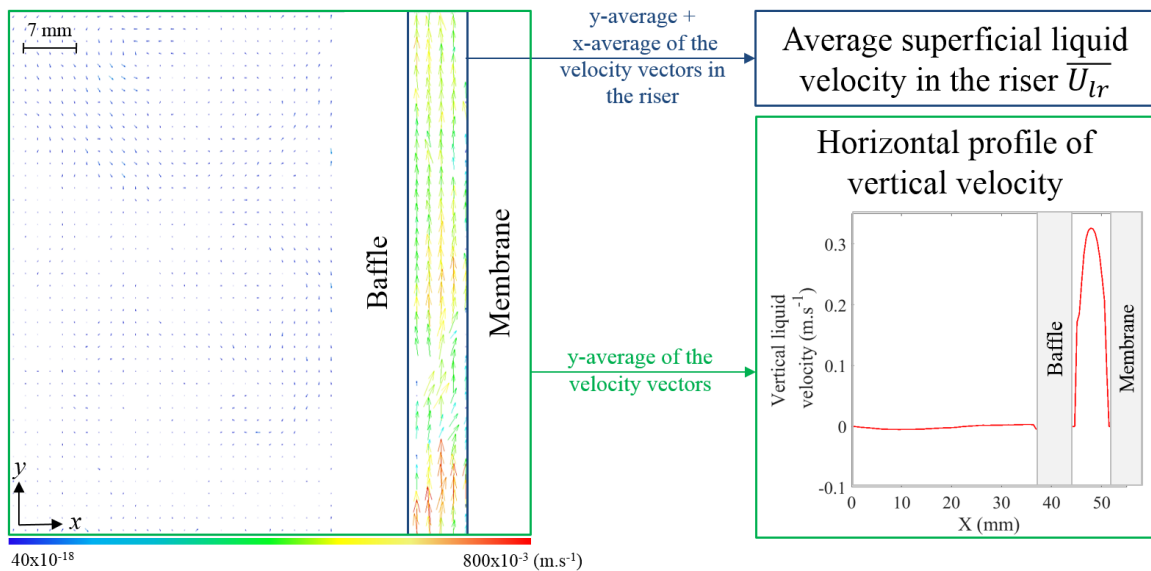 7 mm
Baffle
Membrane
y
x
40x10⁻¹⁸
800x10⁻³ (m.s⁻¹)
y-average +
x-average of the
velocity vectors in
the riser
Average superficial liquid
velocity in the riser U̅l̅r̅
y-average of the
velocity vectors
Horizontal profile of
vertical velocity
Vertical liquid
velocity (m.s⁻¹)
0.3
0.2
0.1
0
-0.1
Baffle
Membrane
0
10
20
30
40
50
X (mm)